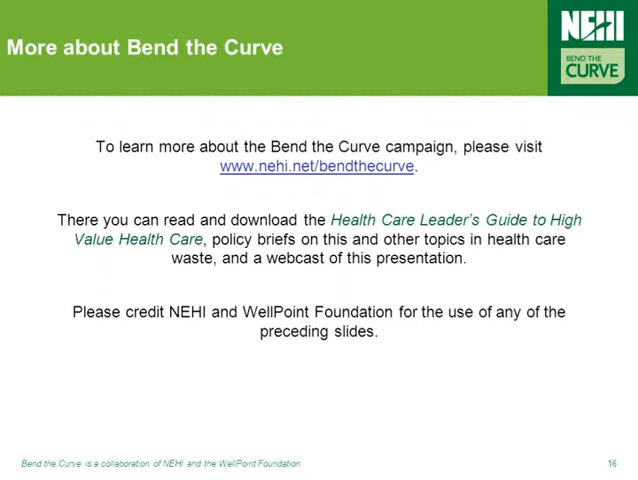 More about Bend the Curve
NEHI
BEND THE
CURVE
To learn more about the Bend the Curve campaign, please visit
www.nehi.net/bendthecurve.
There you can read and download the Health Care Leader's Guide to High
Value Health Care, policy briefs on this and other topics in health care
waste, and a webcast of this presentation.
Please credit NEHI and WellPoint Foundation for the use of any of the
preceding slides.
Bend the Curve is a collaboration of NEHI and the WellPoint Foundation
16